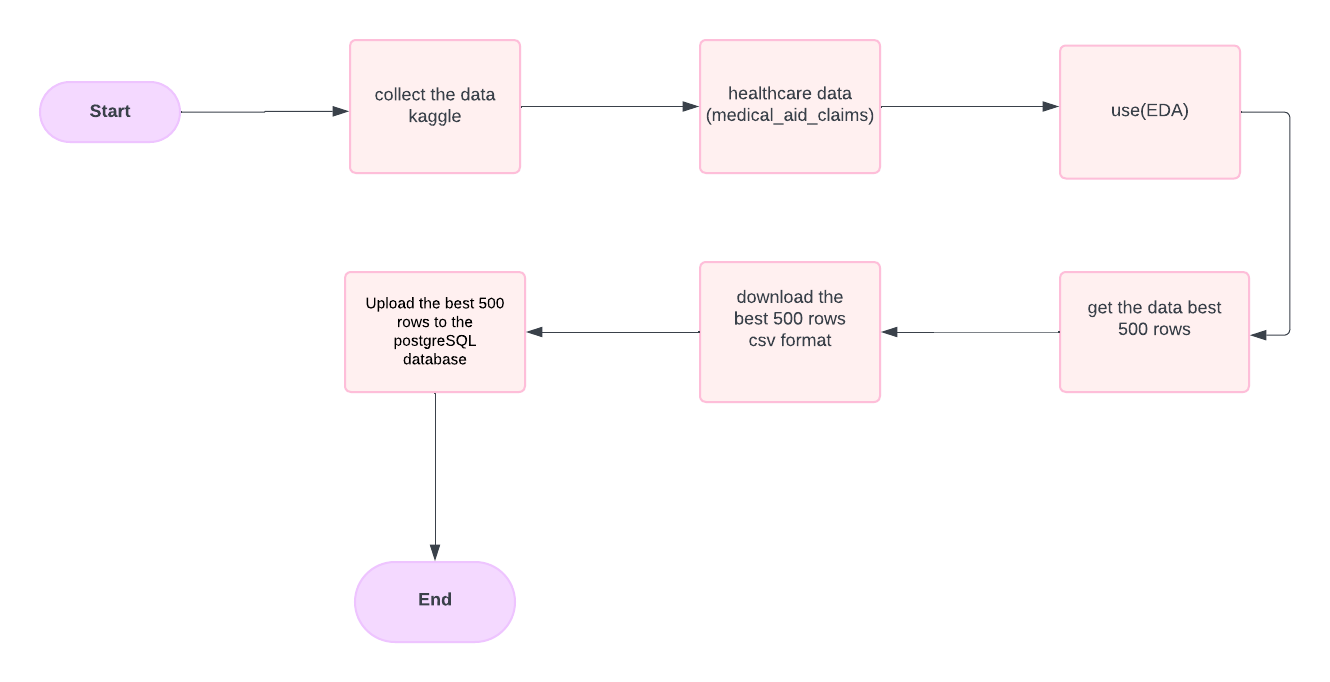 Start
collect the data
kaggle
healthcare data
(medical_aid_claims)
use(EDA)
get the data best
500 rows
download the
best 500 rows
csv format
Upload the best 500
rows to the
postgreSQL
database
End